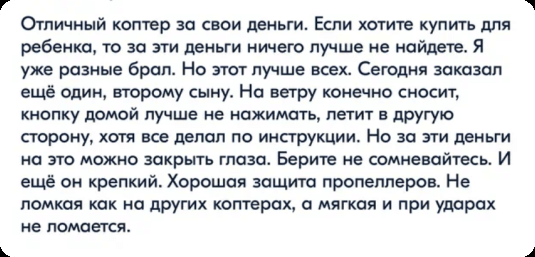 Отличный коптер за свои деньги. Если хотите купить для
ребенка, то за эти деньги ничего лучше не найдете. Я
уже разные брал. Но этот лучше всех. Сегодня заказал
ещё один, второму сыну. На ветру конечно сносит,
кнопку домой лучше не нажимать, летит в другую
сторону, хотя все делал по инструкции. Но за эти деньги
на это можно закрыть глаза. Берите не сомневайтесь. И
ещё он крепкий. Хорошая защита пропеллеров. Не
ломкая как на других коптерах, а мягкая и при ударах
не ломается.